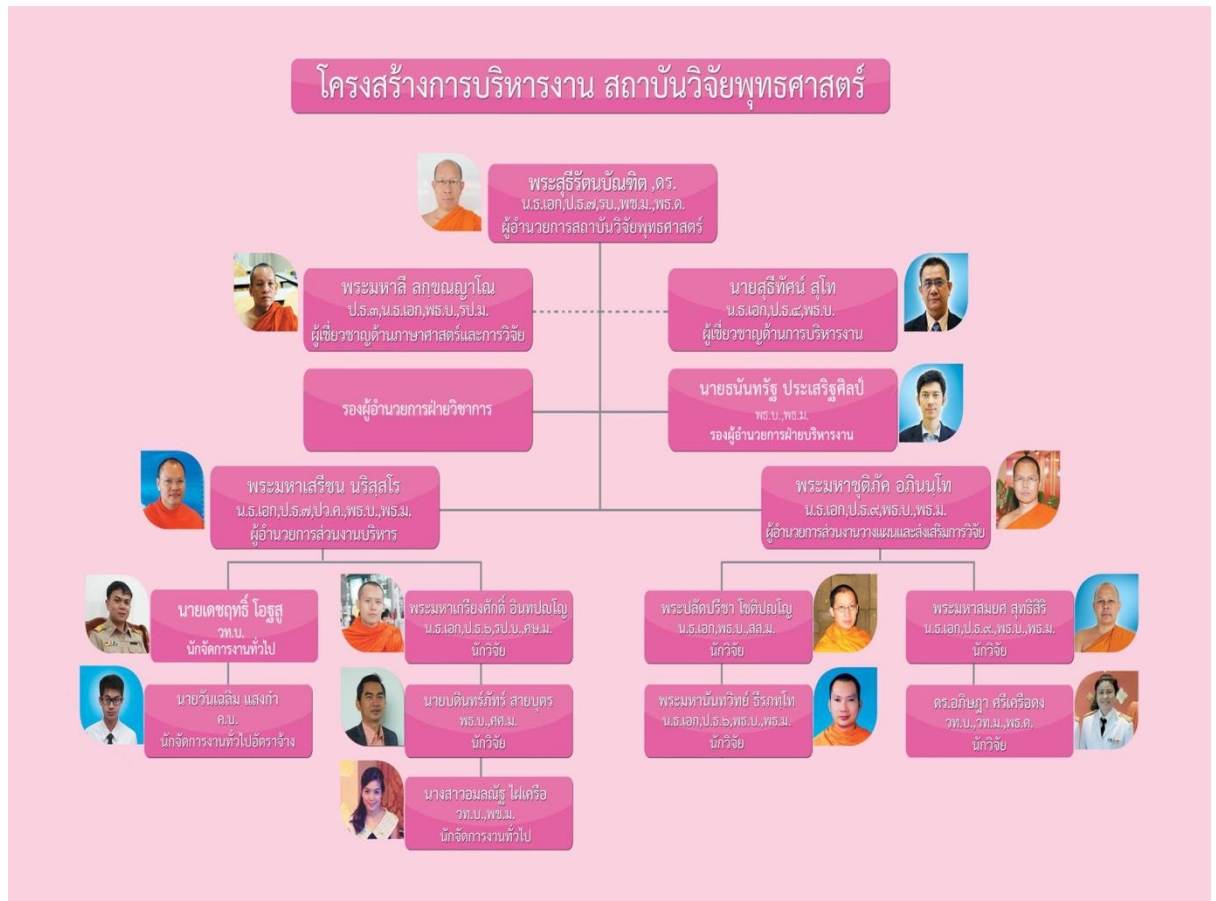 โครงสร้างการบริหารงาน สถาบันวิจัยพุทธศาสตร์
พระสุธีรัตนบัณฑิต ,ดร.
น.ธ.เอก,ป.ธ.๗,รบ.,พช.ม.,พธ.ด.
ผู้อำนวยการสถาบันวิจัยพุทธศาสตร์
พระมหาลี ลกฺขณญาโณ
ป.ธ.๓,น.ธ.เอก,พธ.บ.,รป.ม.
ผู้เชี่ยวชาญด้านภาษาศาสตร์และการวิจัย
นายสุธีทัศน์ สุโท
น.ธ.เอก,ป.ธ.๔,พธ.บ.
ผู้เชี่ยวชาญด้านการบริหารงาน
รองผู้อำนวยการฝ่ายวิชาการ
นายธนันทรัฐ ประเสริฐศิลป์
พธ.บ.,พธ.ม.
รองผู้อำนวยการฝ่ายบริหารงาน
พระมหาเสรีชน นริสฺสโร
น.ธ.เอก,ป.ธ.๗,ปว.ค.,พธ.บ.,พธ.ม.
ผู้อำนวยการส่วนงานบริหาร
พระมหาชุติภัค อภินนฺโท
น.ธ.เอก,ป.ธ.๙,พธ.บ.,พธ.ม.
ผู้อำนวยการส่วนงานวางแผนและส่งเสริมการวิจัย
นายเดชฤทธิ์ โอฐสู
วท.บ.
นักจัดการงานทั่วไป
พระมหาเกรียงศักดิ์ อินฺทปญฺโญ
น.ธ.เอก,ป.ธ.๖,รป.บ.,ศษ.ม.
นักวิจัย
พระปลัดปรีชา โชติปญฺโญ
น.ธ.เอก,พธ.บ.,สส.ม.
นักวิจัย
พระมหาสมยศ สุทธิสิริ
น.ธ.เอก,ป.ธ.๙,พธ.บ.,พธ.ม.
นักวิจัย
นายวันเฉลิม แสงก๋า
ค.บ.
นักจัดการงานทั่วไปอัตราจ้าง
นายบดินทร์ภัทร์ สายบุตร
พธ.บ.,ศศ.ม.
นักวิจัย
พระมหานันทวิทย์ ธีรภทฺโท
น.ธ.เอก,ป.ธ.๖,พธ.บ.,พธ.ม.
นักวิจัย
ดร.อภิษฎา ศรีเครือดง
วท.บ.,วท.ม.,พธ.ด.
นักวิจัย
นางสาวอมลณัฐ ไฝเครือ
วท.บ.,พช.ม.
นักจัดการงานทั่วไป